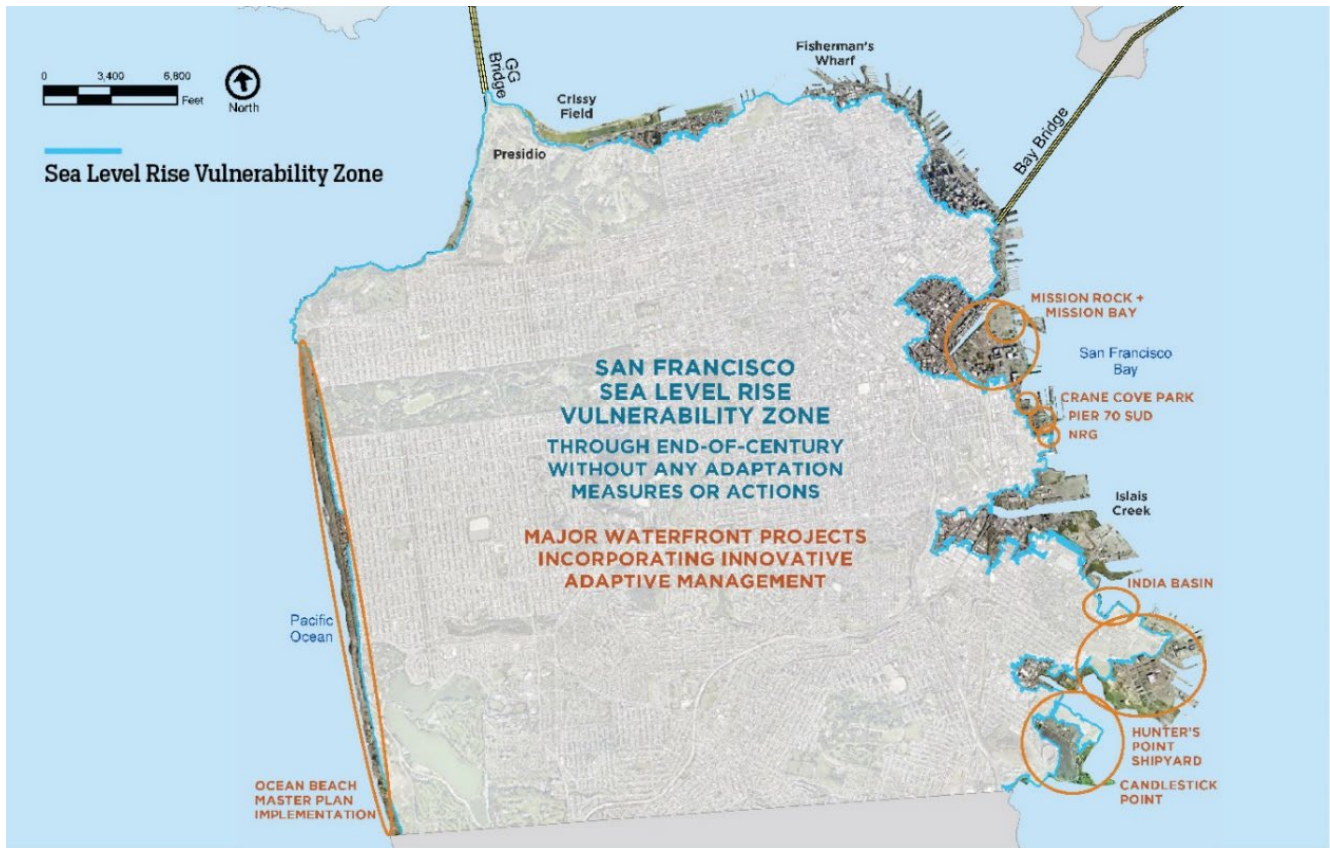 0 3,400 6,800
Feet
North
Sea Level Rise Vulnerability Zone
GG
Bridge
Crissy
Field
Presidio
Fisherman's
Wharf
Bay Bridge
MISSION ROCK +
MISSION BAY
San Francisco
Bay
CRANE COVE PARK
PIER 70 SUD
NRG
SAN FRANCISCO
SEA LEVEL RISE
VULNERABILITY ZONE
THROUGH END-OF-CENTURY
WITHOUT ANY ADAPTATION
MEASURES OR ACTIONS
MAJOR WATERFRONT PROJECTS
INCORPORATING INNOVATIVE
ADAPTIVE MANAGEMENT
Islais
Creek
INDIA BASIN
Pacific
Ocean
HUNTER'S
POINT
SHIPYARD
CANDLESTICK
POINT
OCEAN BEACH
MASTER PLAN
IMPLEMENTATION